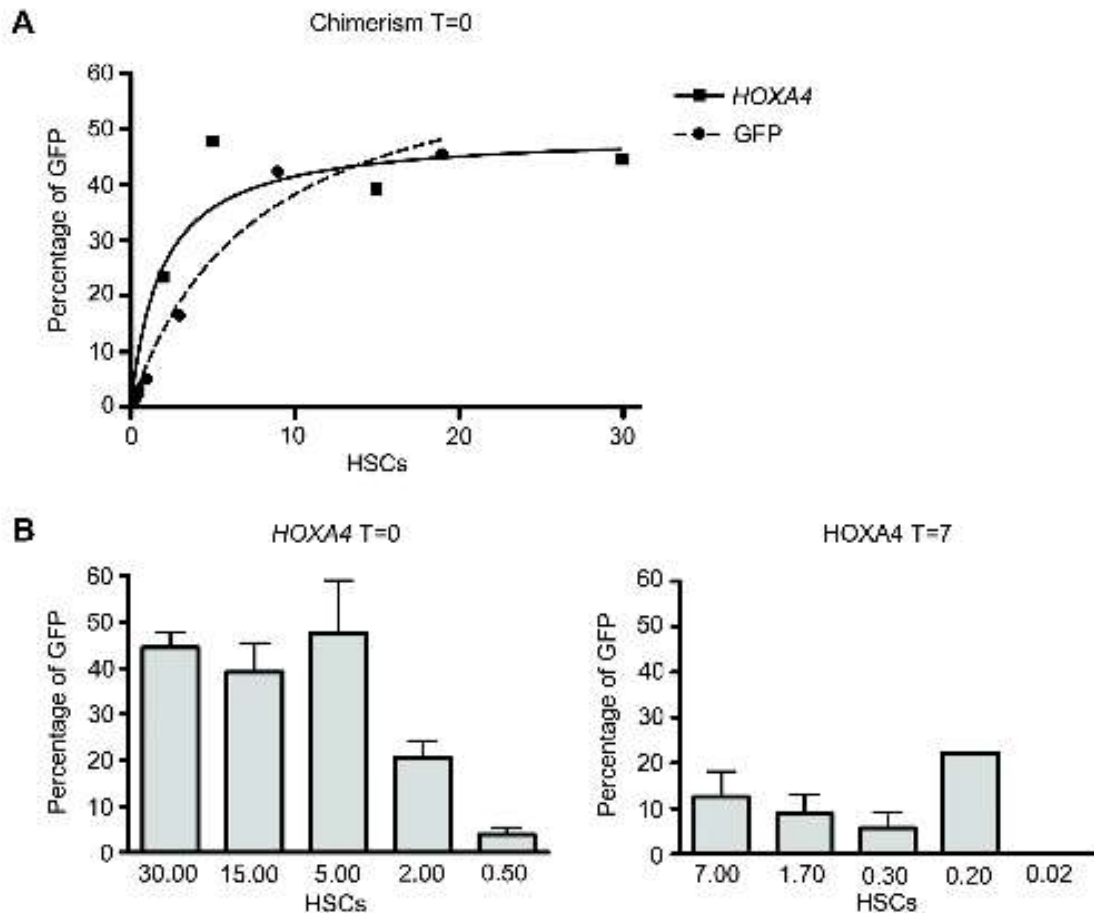 A
Chimerism T=0
Percentage of GFP
60
50
40
30
20
10
0
0 10 20 30
HSCs
HOXA4
GFP
B
HOXA4 T=0
Percentage of GFP
60
50
40
30
20
10
0
30.00 15.00 5.00 2.00 0.50
HSCs
HOXA4 T=7
Percentage of GFP
60
50
40
30
20
10
0
7.00 1.70 0.30 0.20 0.02
HSCs